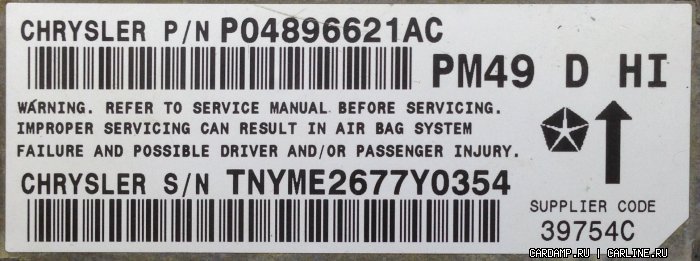 CHRYSLER P/N P04896621AC
PM49 D HI
WARNING. REFER TO SERVICE MANUAL BEFORE SERVICING.
IMPROPER SERVICING CAN RESULT IN AIR BAG SYSTEM
FAILURE AND POSSIBLE DRIVER AND/OR PASSENGER INJURY.
CHRYSLER S/N TNYME2677Y0354
SUPPLIER CODE
39754C
CARDAMP.RU | CARLINE.RU